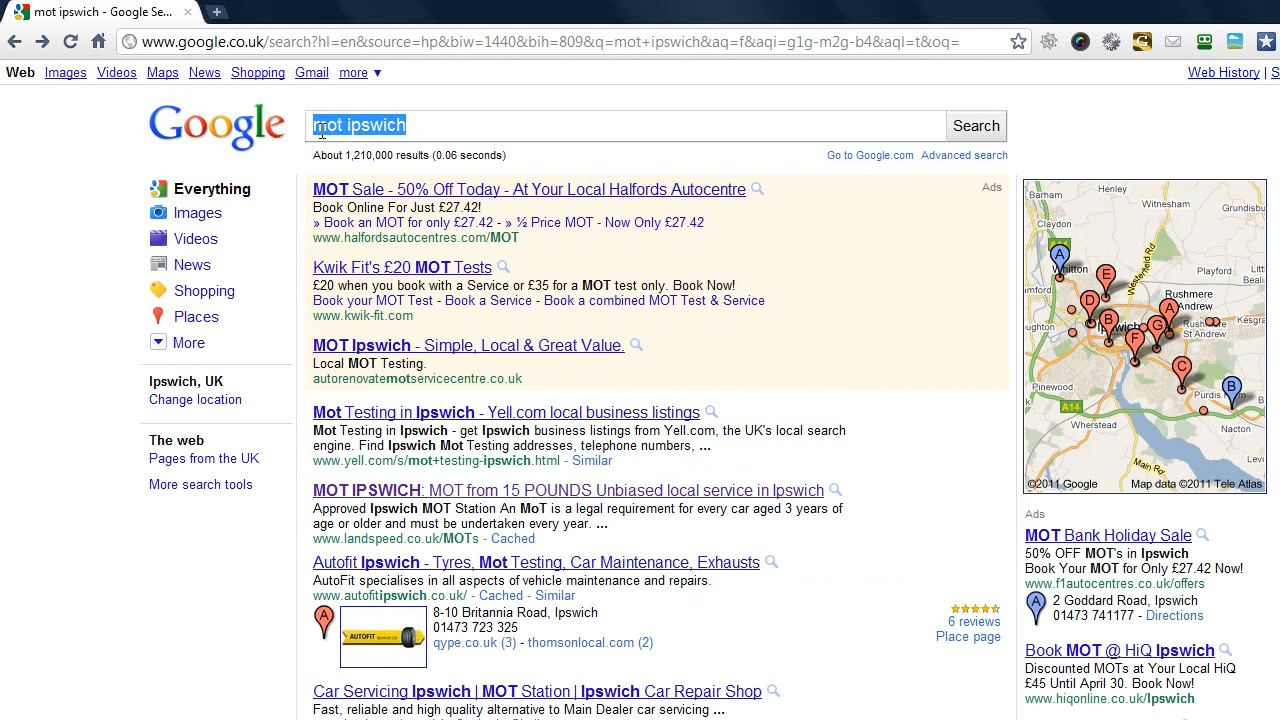 mot ipswich - Google Se...
www.google.co.uk/search?hl=en&source=hp&biw=1440&bih=809&q=mot+ipswich&aq=f&aqi=g1g-m2g-b4&aql=t&oq=
Web Images Videos Maps News Shopping Gmail more ▼
Web History | S
Google
mot ipswich
Search
About 1,210,000 results (0.06 seconds)
Go to Google.com Advanced search
Everything
Images
Videos
News
Shopping
Places
More
Ipswich, UK
Change location
The web
Pages from the UK
More search tools
MOT Sale - 50% Off Today - At Your Local Halfords Autocentre
Ads
Book Online For Just £27.42!
» Book an MOT for only £27.42 - » ½ Price MOT - Now Only £27.42
www.halfordsautocentres.com/MOT
Kwik Fit's £20 MOT Tests
£20 when you book with a Service or £35 for a MOT test only. Book Now!
Book your MOT Test - Book a Service - Book a combined MOT Test & Service
www.kwik-fit.com
MOT Ipswich - Simple, Local & Great Value.
Local MOT Testing.
autorenovatemotservicecentre.co.uk
Mot Testing in Ipswich - Yell.com local business listings
Mot Testing in Ipswich - get Ipswich business listings from Yell.com, the UK's local search
engine. Find Ipswich Mot Testing addresses, telephone numbers, ...
www.yell.com/s/mot+testing-ipswich.html - Similar
MOT IPSWICH: MOT from 15 POUNDS Unbiased local service in Ipswich
Approved Ipswich MOT Station An MoT is a legal requirement for every car aged 3 years of
age or older and must be undertaken every year. ...
www.landspeed.co.uk/MOTs - Cached
Autofit Ipswich - Tyres, Mot Testing, Car Maintenance, Exhausts
AutoFit specialises in all aspects of vehicle maintenance and repairs.
www.autofitipswich.co.uk/ - Cached - Similar
A
AUTOFIT
8-10 Britannia Road, Ipswich
01473 723 325
qype.co.uk (3) - thomsonlocal.com (2)
6 reviews
Place page
Car Servicing Ipswich | MOT Station | Ipswich Car Repair Shop
Fast, reliable and high quality alternative to Main Dealer car servicing ...
Barham
Henley
Grundisbu
Witnesham
Claydon
A14
A
Whitton
Westerfield Rd
Playford
Bealin
E
D
Rushmere
Andrew
A
B
G
Kesgra
Ipswich
Rushmere
St Andrew
F
C
Pinewood
B
Purdis
A14
Nacton
Wherstead
Levi
Main Rd
©2011 Google
Map data ©2011 Tele Atlas
Ads
MOT Bank Holiday Sale
50% OFF MOT's in Ipswich
Book Your MOT for Only £27.42 Now!
www.f1autocentres.co.uk/offers
A
2 Goddard Road, Ipswich
01473 741177 - Directions
Book MOT @ HiQ Ipswich
Discounted MOTs at Your Local HiQ
£45 Until April 30. Book Now!
www.hiqonline.co.uk/Ipswich